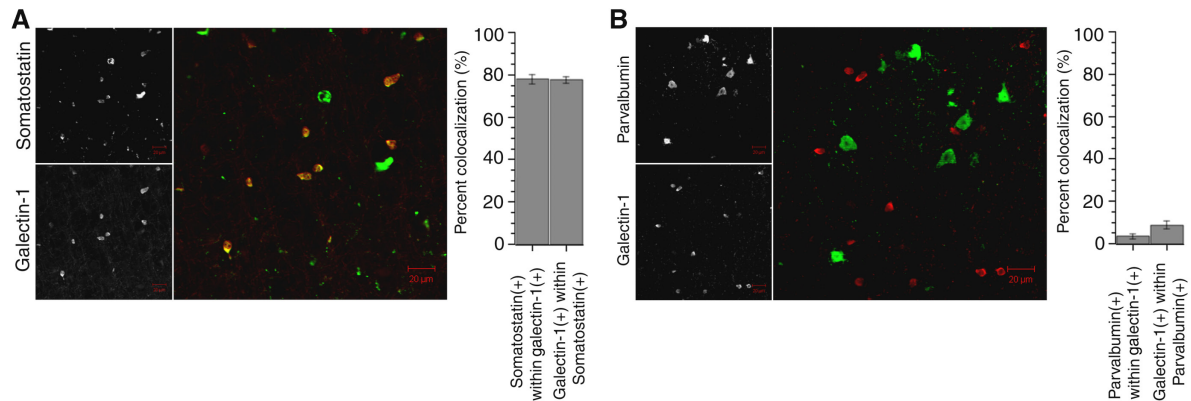 A
Somatostatin
Galectin-1
20 µm
Percent colocalization (%)
100
80
60
40
20
0
Somatostatin(+)
within galectin-1(+)
Galectin-1(+) within
Somatostatin(+)
B
Parvalbumin
Galectin-1
20 µm
Percent colocalization (%)
100
80
60
40
20
0
Parvalbumin(+)
within galectin-1(+)
Galectin-1(+) within
Parvalbumin(+)